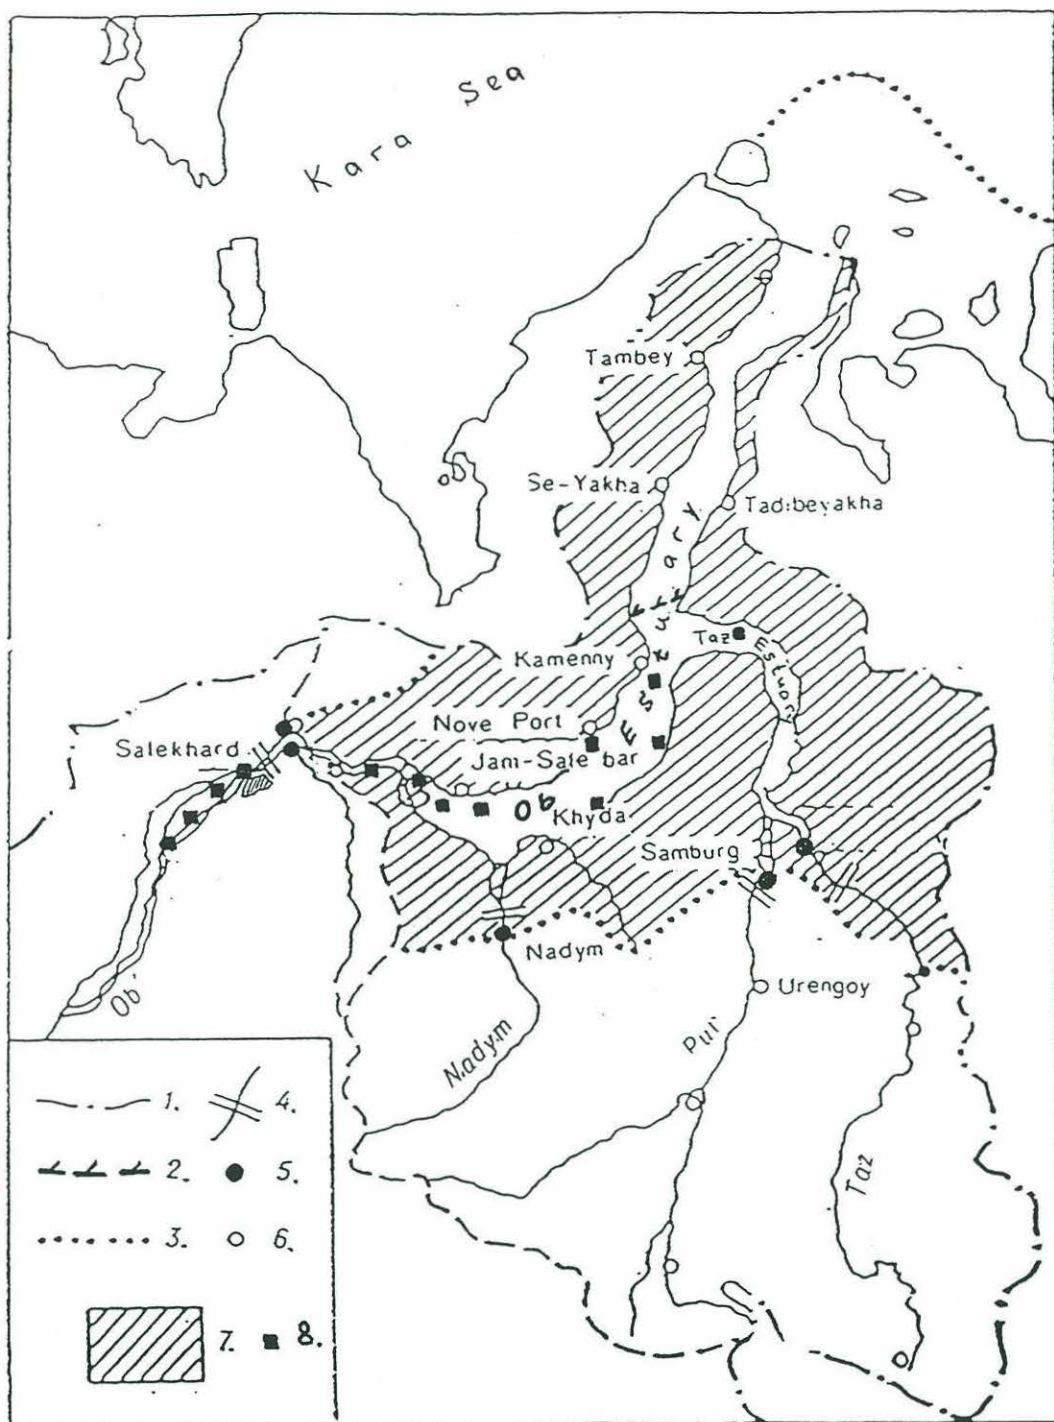 Kara Sea
Tambey
Se-Yakha
Tadibeyakha
Taz Estuary
Kamenny
Nove Port
Salekhard
Jam-Sale bar
Ob Estuary
Khyda
Samburg
Nadym
Urengoy
Ob
Nadym
Pur
Taz
1. 4.
2. 5.
3. 6.
7. 8.